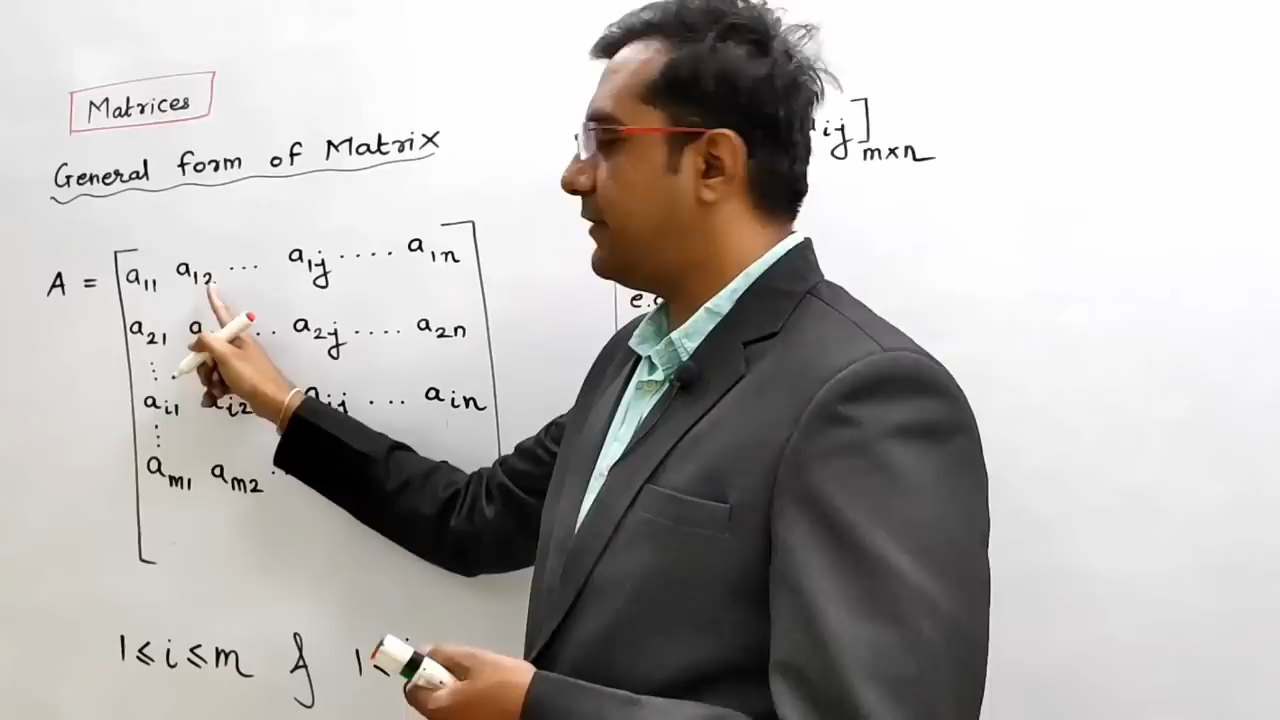 Matrices
General form of Matrix
ij]m×n
A = [a11 a12 ... a1j .... a1n
a21 a .. a2j .... a2n
⋮
ai1 ai2 aij ... ain
⋮
am1 am2
1 ≤ i ≤ m & 1